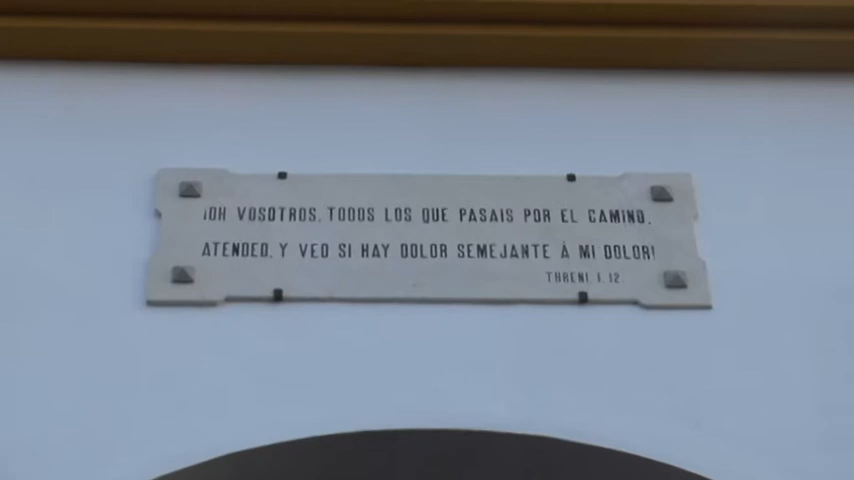 ¡OH VOSOTROS, TODOS LOS QUE PASAIS POR EL CAMINO,
ATENDED, Y VED SI HAY DOLOR SEMEJANTE Á MI DOLOR!
THRENI. I. 12